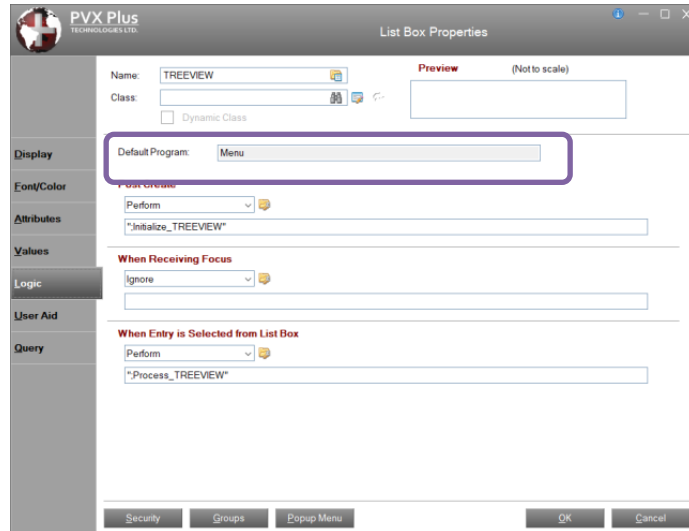 PVX Plus
TECHNOLOGIES LTD.
List Box Properties
Name: TREEVIEW
Class:
Dynamic Class
Preview (Not to scale)
Display
Font/Color
Attributes
Values
Logic
User Aid
Query
Default Program: Menu
Post Create
Perform
";Initialize_TREEVIEW"
When Receiving Focus
Ignore
When Entry is Selected from List Box
Perform
";Process_TREEVIEW"
Security Groups Popup Menu OK Cancel